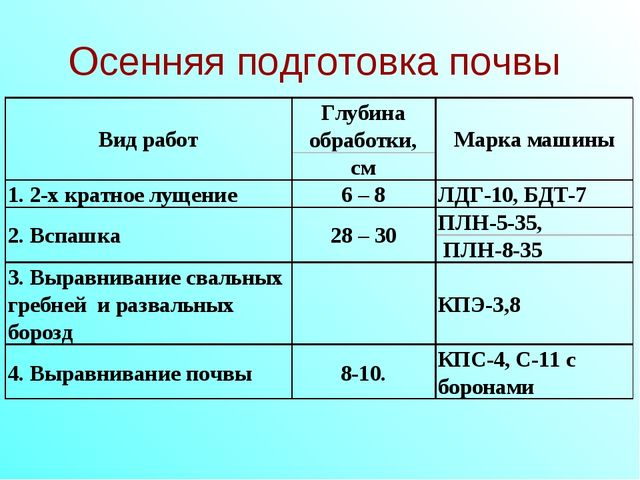 Осенняя подготовка почвы
Вид работ
Глубина
обработки,
см
Марка машины
1. 2-х кратное лущение
6 – 8
ЛДГ-10, БДТ-7
2. Вспашка
28 – 30
ПЛН-5-35,
ПЛН-8-35
3. Выравнивание свальных
гребней и развальных
борозд
КПЭ-3,8
4. Выравнивание почвы
8-10.
КПС-4, С-11 с
боронами